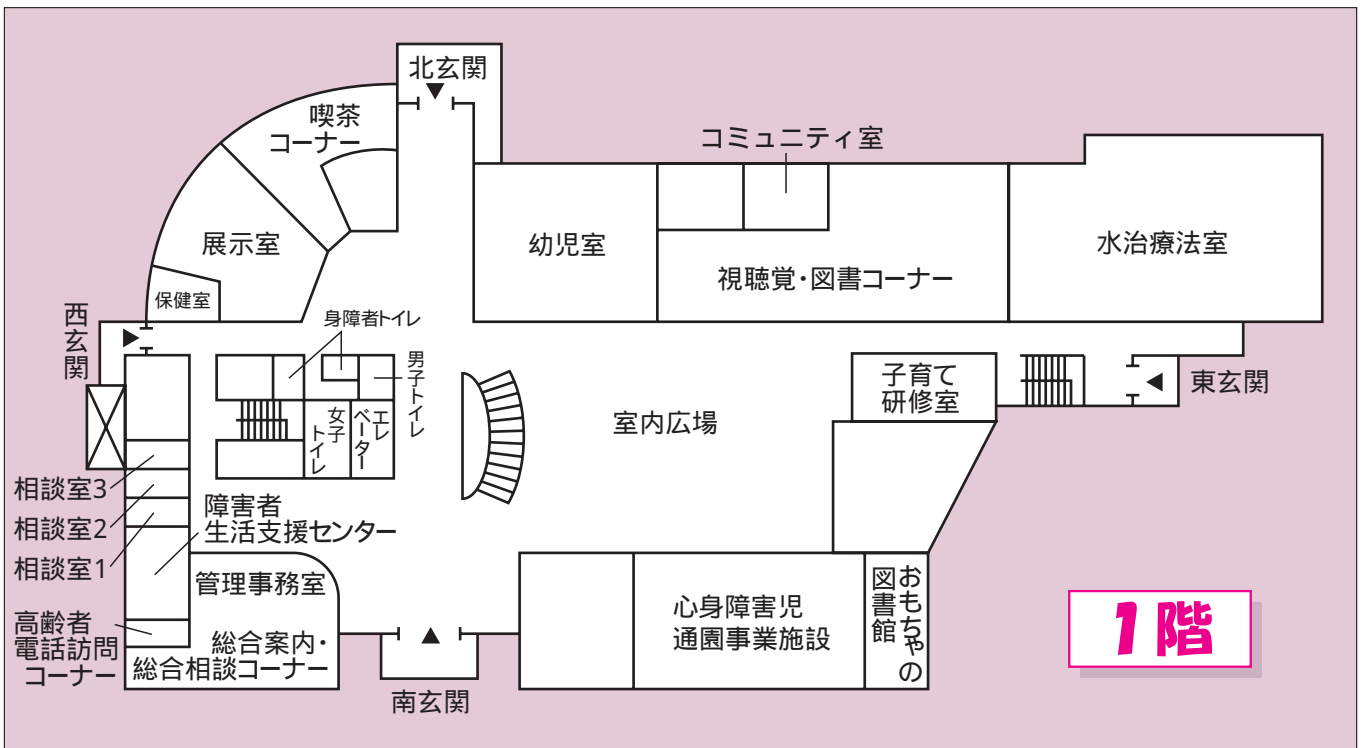 北玄関
喫茶
コーナー
コミュニティ室
展示室
幼児室
水治療法室
視聴覚・図書コーナー
保健室
西玄関
身障者トイレ
男子トイレ
子育て
研修室
東玄関
女子
トイレ
エレ
ベーター
室内広場
相談室3
相談室2
相談室1
障害者
生活支援センター
管理事務室
高齢者
電話訪問
コーナー
総合案内・
総合相談コーナー
心身障害児
通園事業施設
おもちゃの
図書館
南玄関
1階